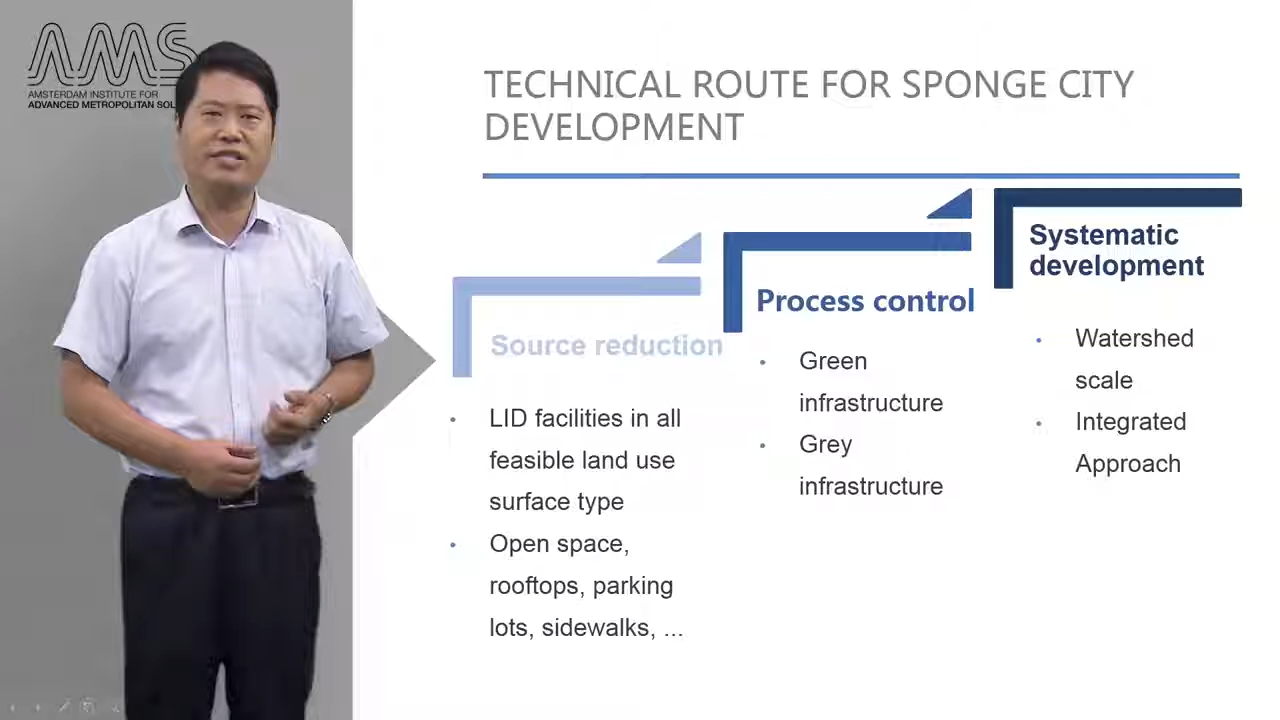 AMS
AMSTERDAM INSTITUTE FOR
ADVANCED METROPOLITAN
TECHNICAL ROUTE FOR SPONGE CITY
DEVELOPMENT
Source reduction
• LID facilities in all
feasible land use
surface type
• Open space,
rooftops, parking
lots, sidewalks, ...
Process control
• Green
infrastructure
• Grey
infrastructure
Systematic
development
• Watershed
scale
• Integrated
Approach